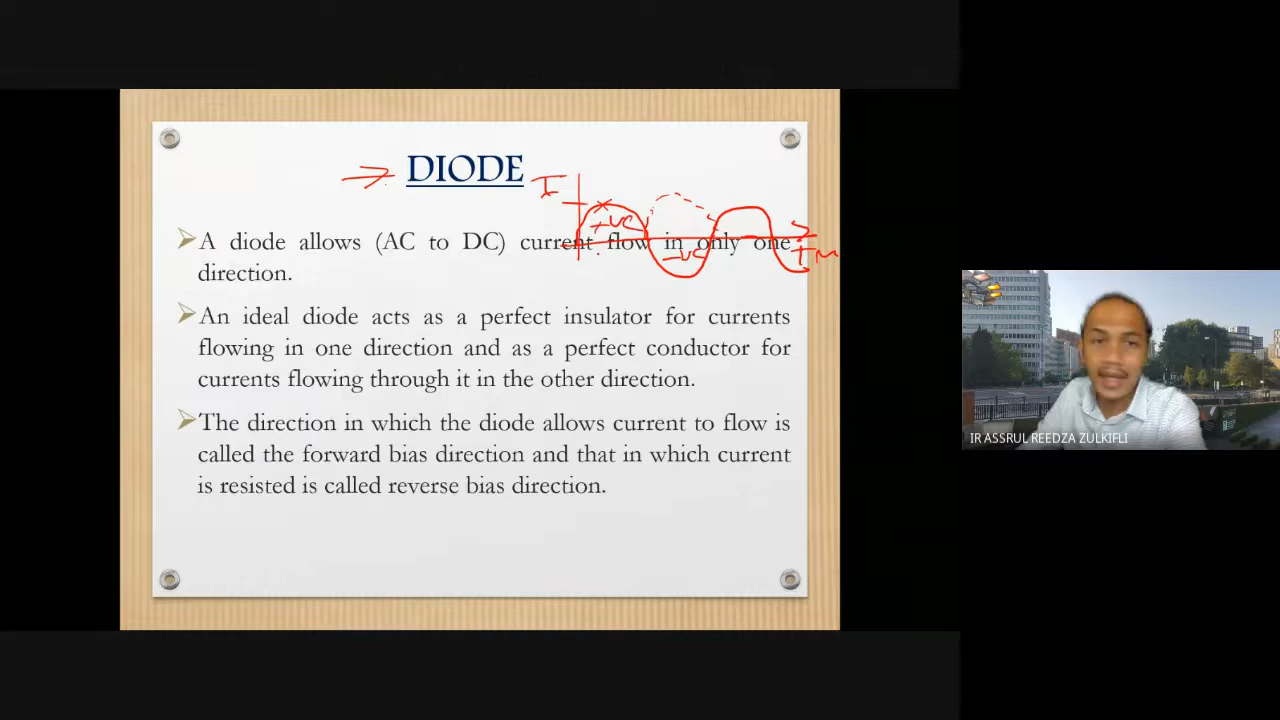 DIODE
I
+ve
A diode allows (AC to DC) current flow in only one
-ve
direction.
An ideal diode acts as a perfect insulator for currents
flowing in one direction and as a perfect conductor for
currents flowing through it in the other direction.
The direction in which the diode allows current to flow is
called the forward bias direction and that in which current
is resisted is called reverse bias direction.
IR ASSRUL REEDZA ZULKIFLI